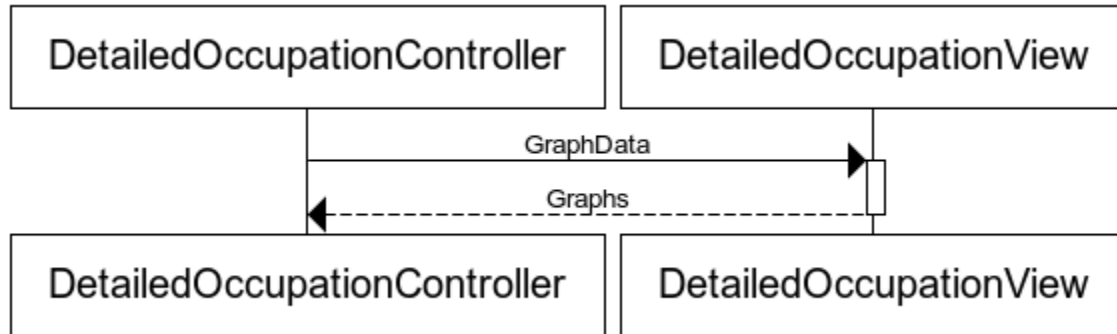 DetailedOccupationController
DetailedOccupationView
GraphData
Graphs
DetailedOccupationController
DetailedOccupationView